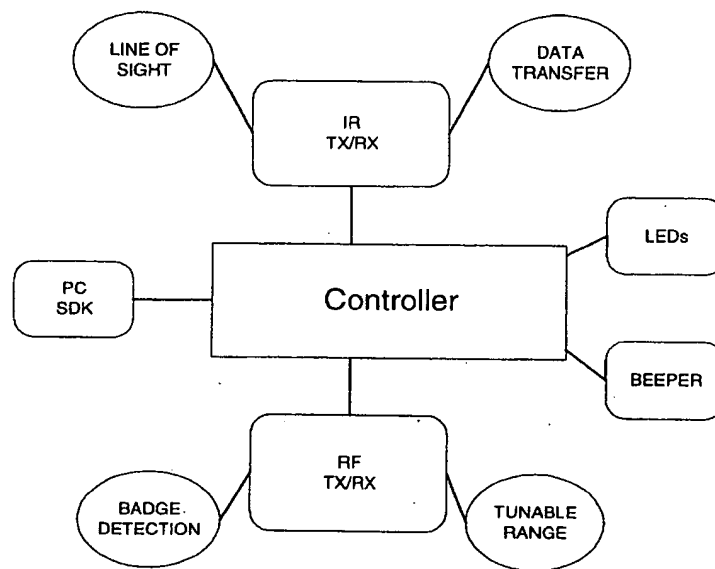 LINE OF
SIGHT
DATA
TRANSFER
IR
TX/RX
LEDs
PC
SDK
Controller
BEEPER
RF
TX/RX
BADGE
DETECTION
TUNABLE
RANGE